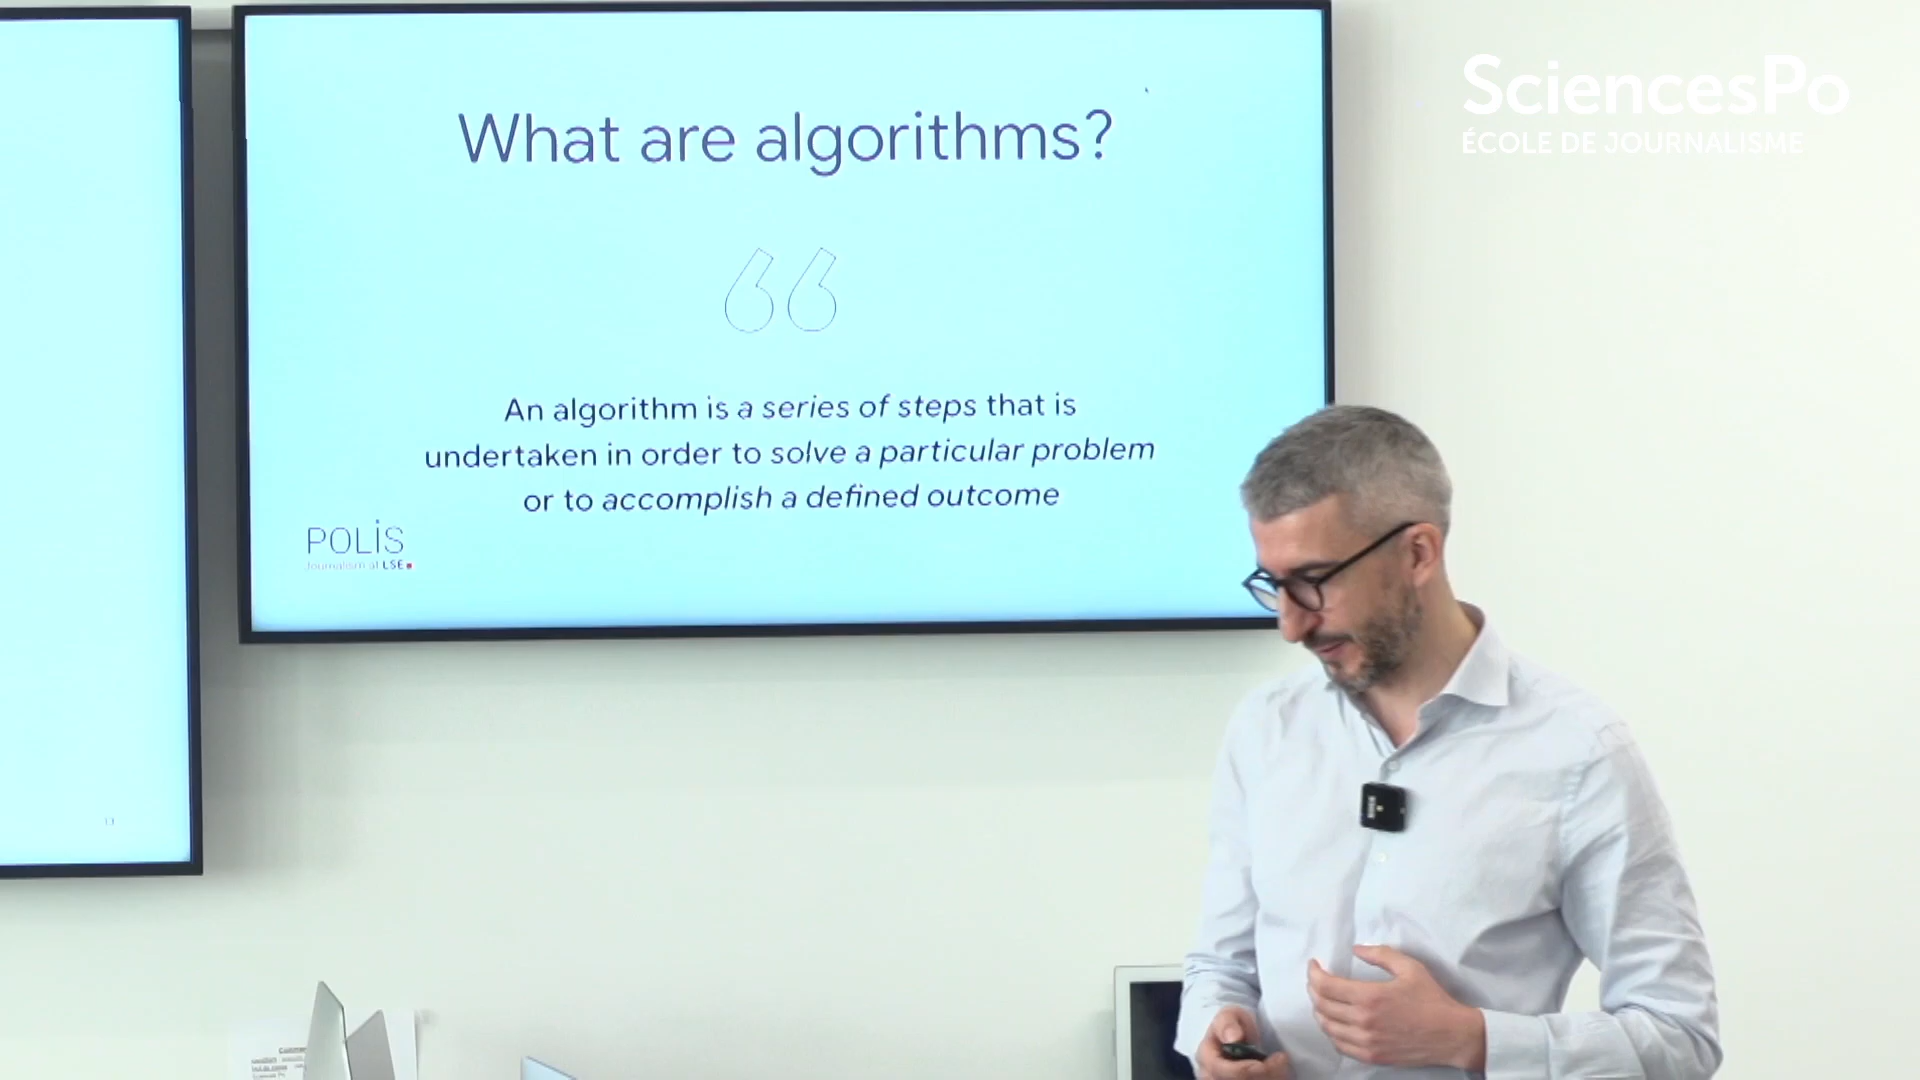 What are algorithms?
“
An algorithm is a series of steps that is
undertaken in order to solve a particular problem
or to accomplish a defined outcome
POLIS
Journalism at LSE
SciencesPo
ÉCOLE DE JOURNALISME